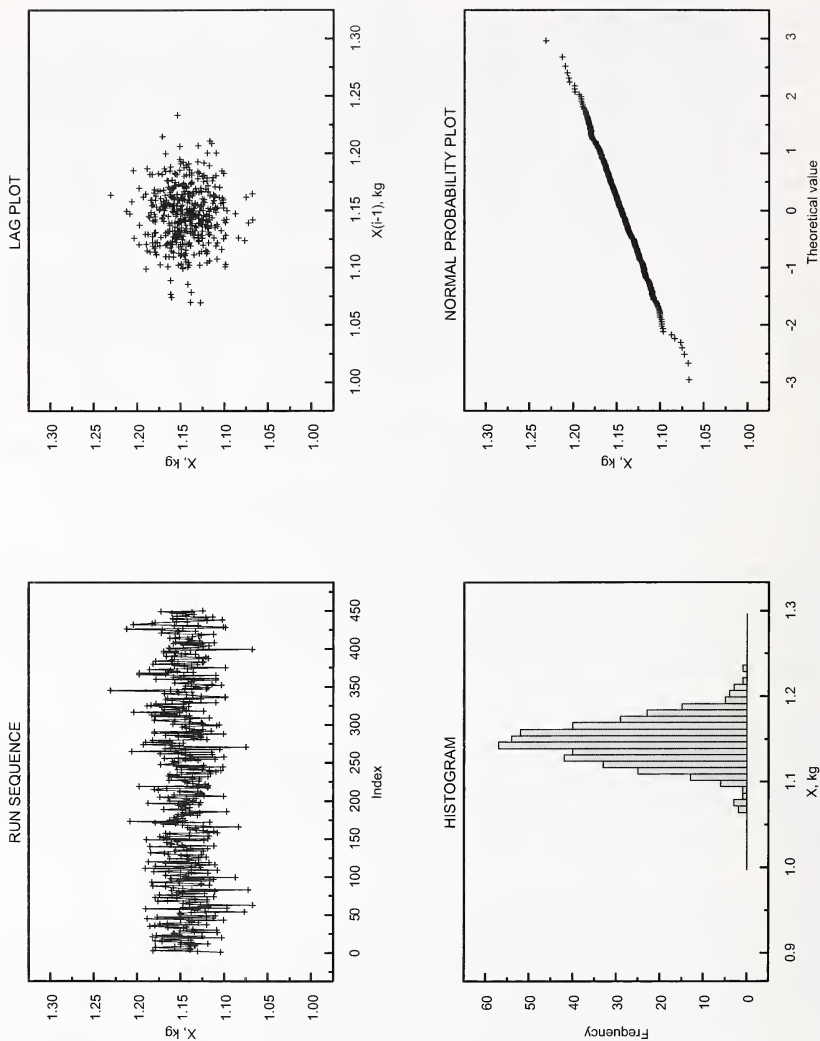 RUN SEQUENCE
X, kg
1.30
1.25
1.20
1.15
1.10
1.05
1.00
0 50 100 150 200 250 300 350 400 450
Index
LAG PLOT
X, kg
1.30
1.25
1.20
1.15
1.10
1.05
1.00
1.00 1.05 1.10 1.15 1.20 1.25 1.30
X(i-1), kg
HISTOGRAM
Frequency
60
50
40
30
20
10
0
0.9 1.0 1.1 1.2 1.3
X, kg
NORMAL PROBABILITY PLOT
X, kg
1.30
1.25
1.20
1.15
1.10
1.05
1.00
-3 -2 -1 0 1 2 3
Theoretical value